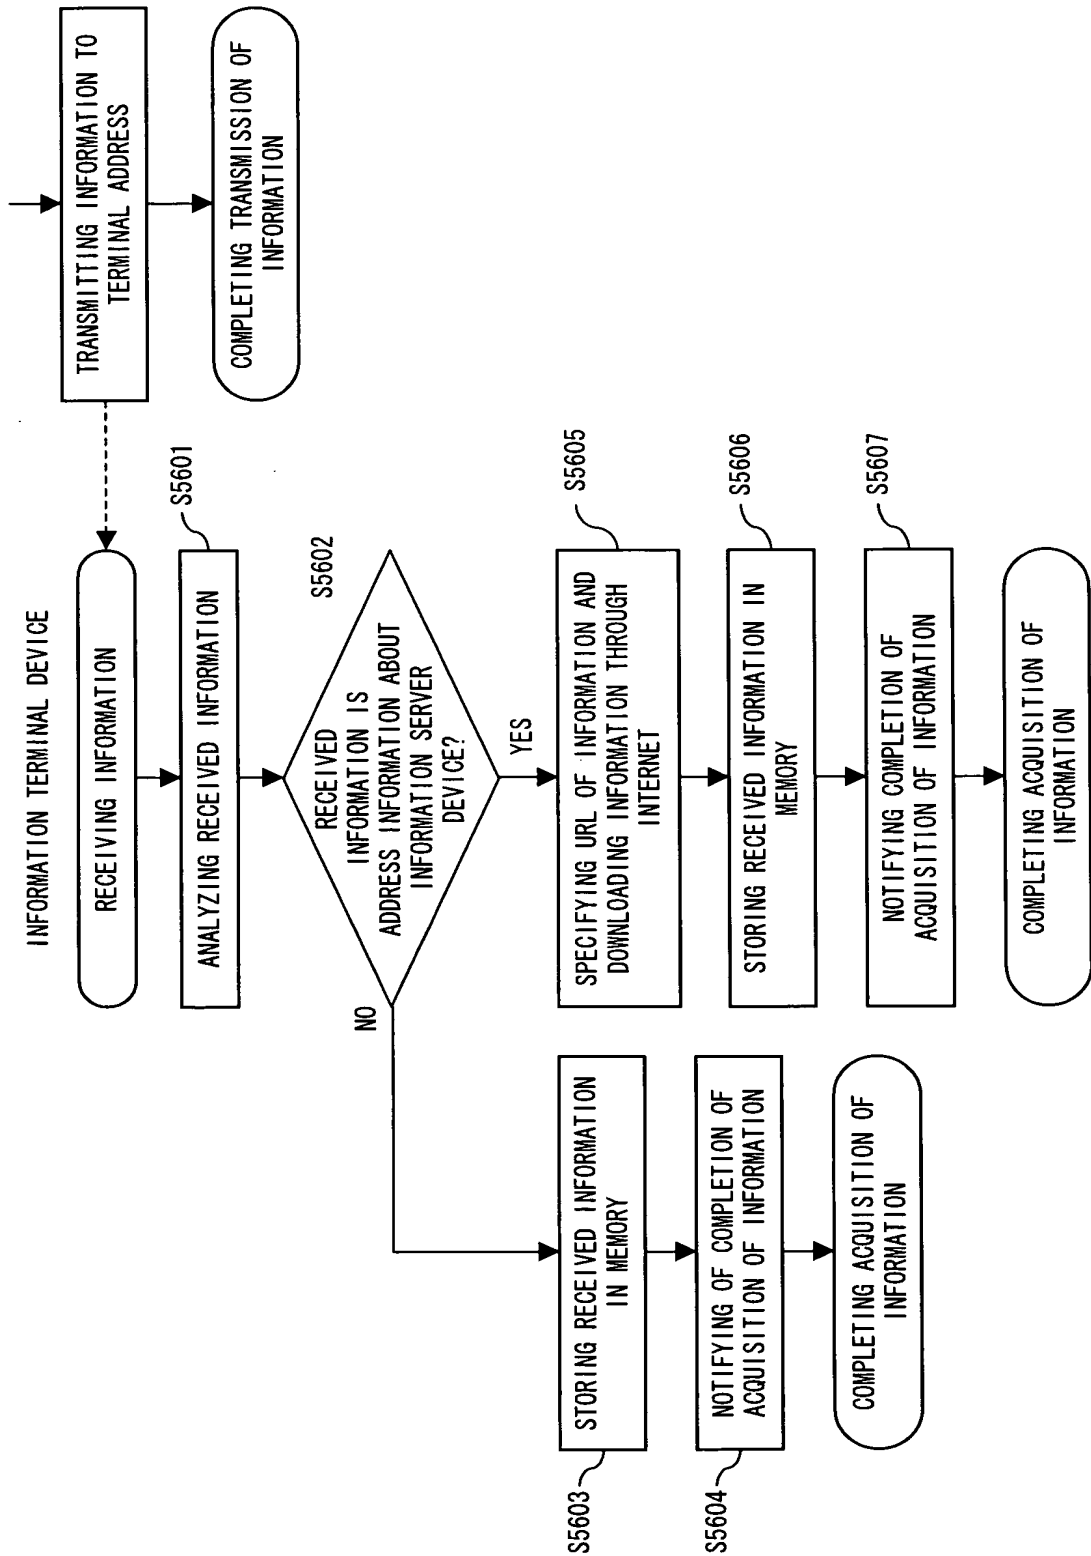 TRANSMITTING INFORMATION TO
TERMINAL ADDRESS
COMPLETING TRANSMISSION OF
INFORMATION
INFORMATION TERMINAL DEVICE
RECEIVING INFORMATION
S5601
ANALYZING RECEIVED INFORMATION
S5602
RECEIVED
INFORMATION IS
ADDRESS INFORMATION ABOUT
INFORMATION SERVER
DEVICE?
NO
YES
S5603
STORING RECEIVED INFORMATION
IN MEMORY
S5604
NOTIFYING OF COMPLETION OF
ACQUISITION OF INFORMATION
COMPLETING ACQUISITION OF
INFORMATION
S5605
SPECIFYING URL OF INFORMATION AND
DOWNLOADING INFORMATION THROUGH
INTERNET
S5606
STORING RECEIVED INFORMATION IN
MEMORY
S5607
NOTIFYING COMPLETION OF
ACQUISITION OF INFORMATION
COMPLETING ACQUISITION OF
INFORMATION